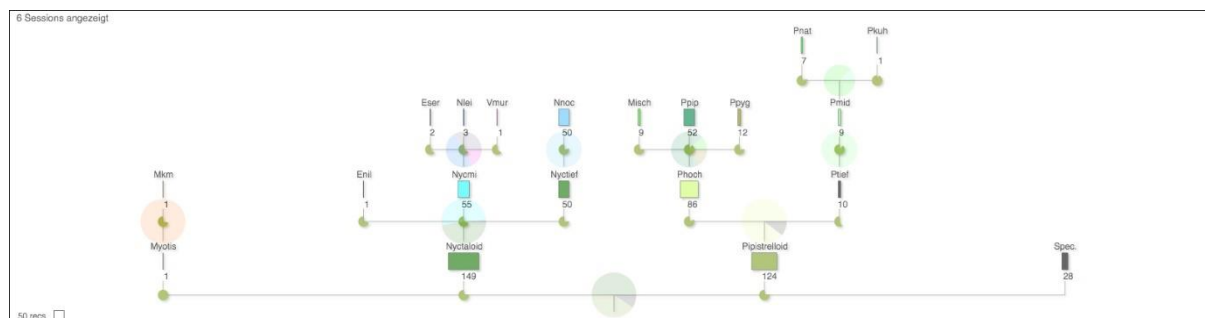 6 Sessions angezeigt
Pnat Pkuh
7 1
Eser Nlei Vmur Nnoc Misch Ppip Ppyg Pmid
2 3 1 50 9 52 12 9
Mkm Enil Nycmi Nyctief Phoch Ptief
1 1 55 50 86 10
Myotis Nyctaloid Pipistrelloid Spec.
1 149 124 28
50 recs